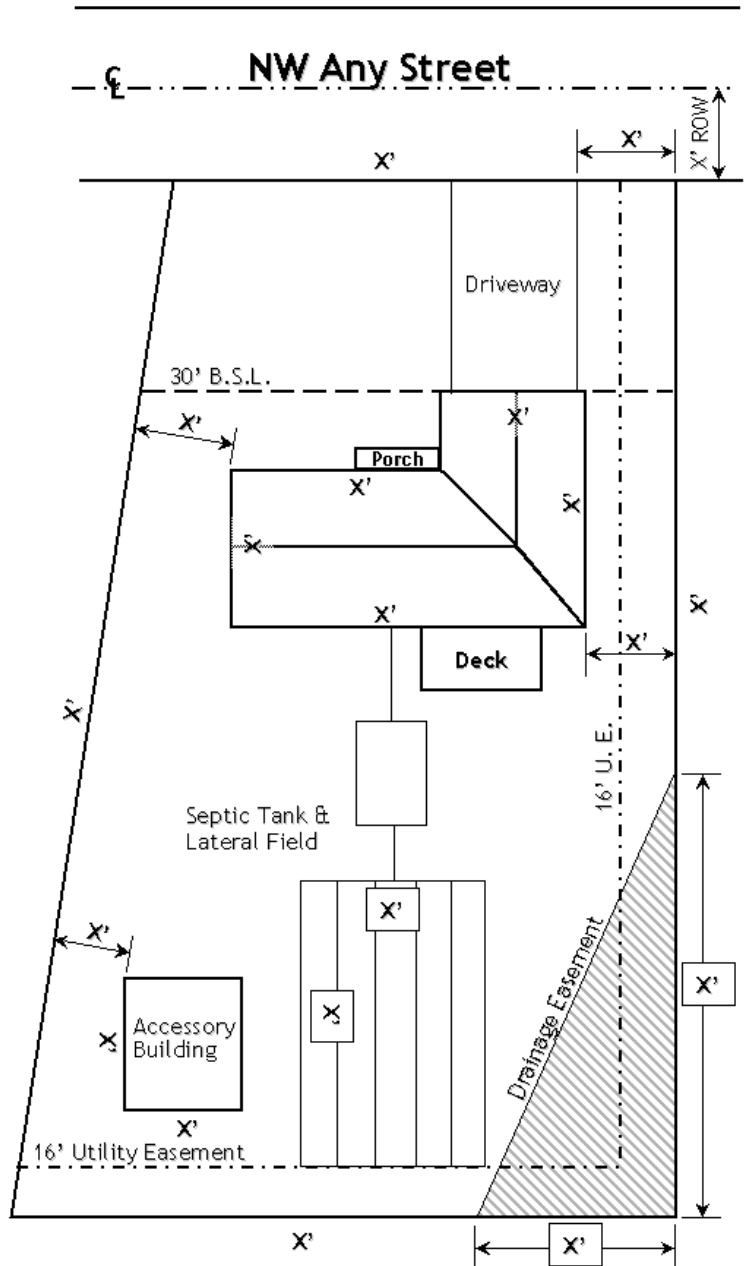 NW Any Street
℄
X' ROW
X'
X'
Driveway
30' B.S.L.
X'
X'
Porch
X'
X'
X'
X'
X'
Deck
X'
X'
16' U. E.
Septic Tank &
Lateral Field
X'
X'
Drainage Easement
X'
X'
Accessory
Building
X'
X'
16' Utility Easement
X'
X'